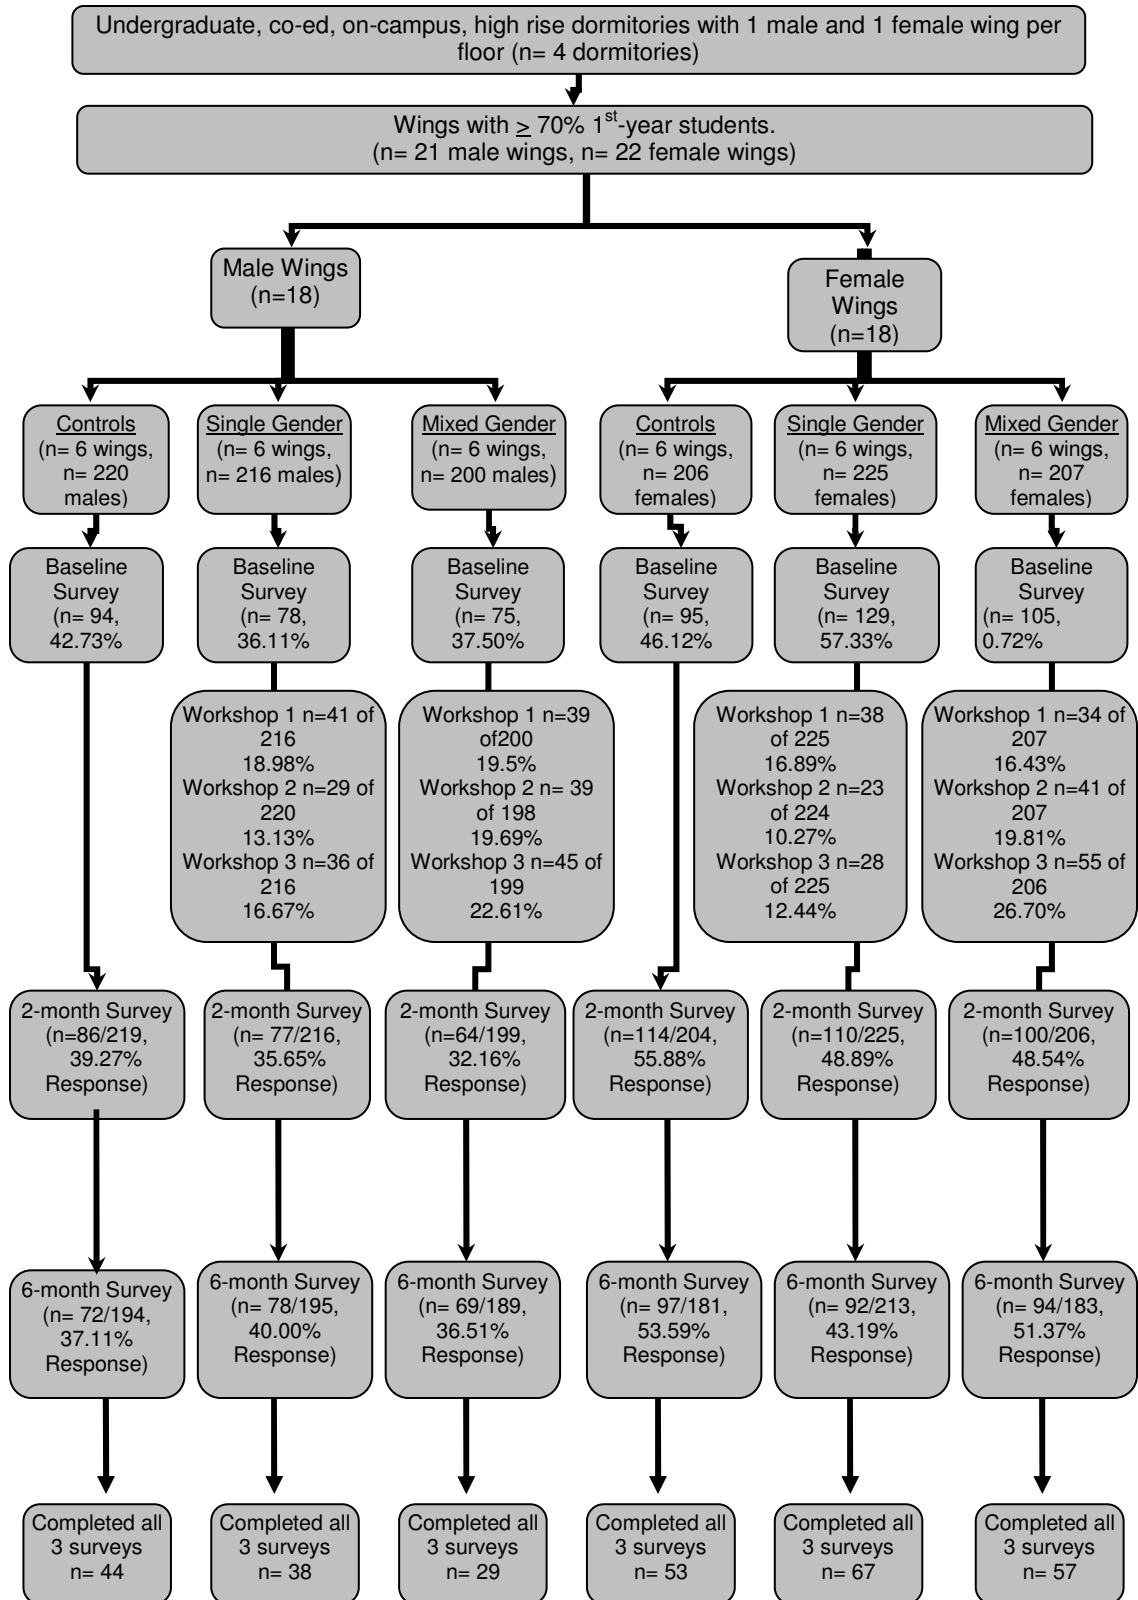 Undergraduate, co-ed, on-campus, high rise dormitories with 1 male and 1 female wing per
floor (n= 4 dormitories)
Wings with > 70% 1st-year students.
(n= 21 male wings, n= 22 female wings)
Male Wings
(n=18)
Female
Wings
(n=18)
Controls
(n= 6 wings,
n= 220
males)
Single Gender
(n= 6 wings,
n= 216 males)
Mixed Gender
(n= 6 wings,
n= 200 males)
Controls
(n= 6 wings,
n= 206
females)
Single Gender
(n= 6 wings,
n= 225
females)
Mixed Gender
(n= 6 wings,
n= 207
females)
Baseline
Survey
(n= 94,
42.73%
Baseline
Survey
(n= 78,
36.11%
Baseline
Survey
(n= 75,
37.50%
Baseline
Survey
(n= 95,
46.12%
Baseline
Survey
(n= 129,
57.33%
Baseline
Survey
(n= 105,
0.72%
Workshop 1 n=41 of
216
18.98%
Workshop 2 n=29 of
220
13.13%
Workshop 3 n=36 of
216
16.67%
Workshop 1 n=39
of200
19.5%
Workshop 2 n= 39
of 198
19.69%
Workshop 3 n=45 of
199
22.61%
Workshop 1 n=38
of 225
16.89%
Workshop 2 n=23
of 224
10.27%
Workshop 3 n=28
of 225
12.44%
Workshop 1 n=34 of
207
16.43%
Workshop 2 n=41 of
207
19.81%
Workshop 3 n=55 of
206
26.70%
2-month Survey
(n=86/219,
39.27%
Response)
2-month Survey
(n= 77/216,
35.65%
Response)
2-month Survey
(n=64/199,
32.16%
Response)
2-month Survey
(n=114/204,
55.88%
Response)
2-month Survey
(n=110/225,
48.89%
Response)
2-month Survey
(n=100/206,
48.54%
Response)
6-month Survey
(n= 72/194,
37.11%
Response)
6-month Survey
(n= 78/195,
40.00%
Response)
6-month Survey
(n= 69/189,
36.51%
Response)
6-month Survey
(n= 97/181,
53.59%
Response)
6-month Survey
(n= 92/213,
43.19%
Response)
6-month Survey
(n= 94/183,
51.37%
Response)
Completed all
3 surveys
n= 44
Completed all
3 surveys
n= 38
Completed all
3 surveys
n= 29
Completed all
3 surveys
n= 53
Completed all
3 surveys
n= 67
Completed all
3 surveys
n= 57